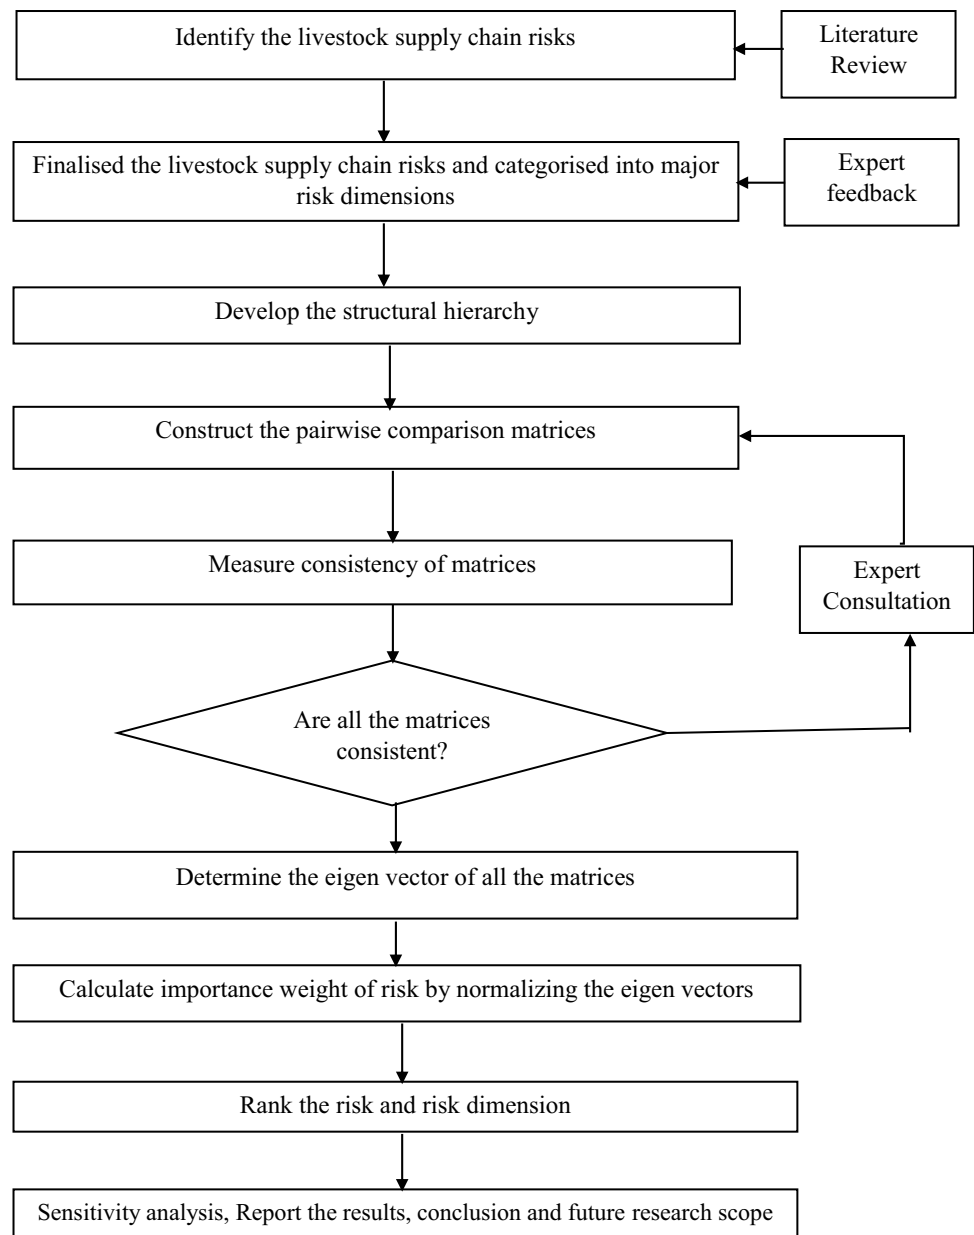 Identify the livestock supply chain risks
Literature
Review
Finalised the livestock supply chain risks and categorised into major
risk dimensions
Expert
feedback
Develop the structural hierarchy
Construct the pairwise comparison matrices
Measure consistency of matrices
Expert
Consultation
Are all the matrices
consistent?
Determine the eigen vector of all the matrices
Calculate importance weight of risk by normalizing the eigen vectors
Rank the risk and risk dimension
Sensitivity analysis, Report the results, conclusion and future research scope